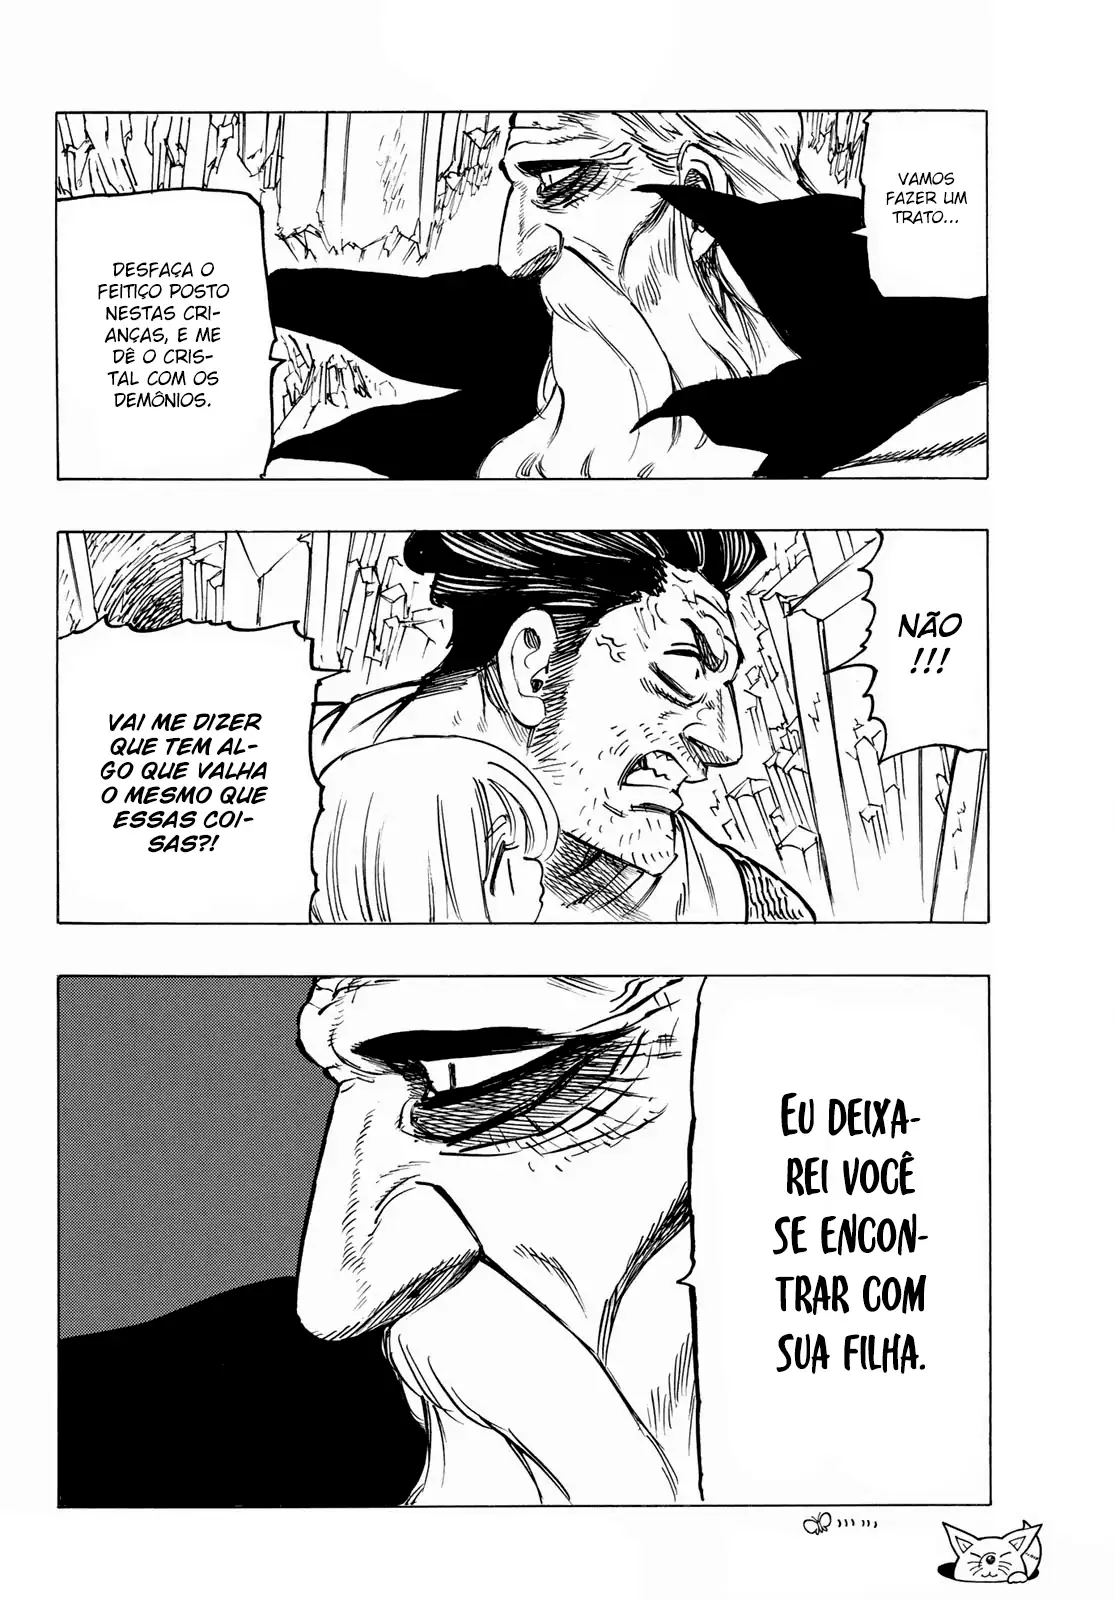 VAMOS
FAZER UM
TRATO...
DESFAÇA O
FEITIÇO POSTO
NESTAS CRI-
ANÇAS, E ME
DÊ O CRIS-
TAL COM OS
DEMÔNIOS.
NÃO
!!!
VAI ME DIZER
QUE TEM AL-
GO QUE VALHA
O MESMO QUE
ESSAS COI-
SAS?!
EU DEIXA-
REI VOCÊ
SE ENCON-
TRAR COM
SUA FILHA.